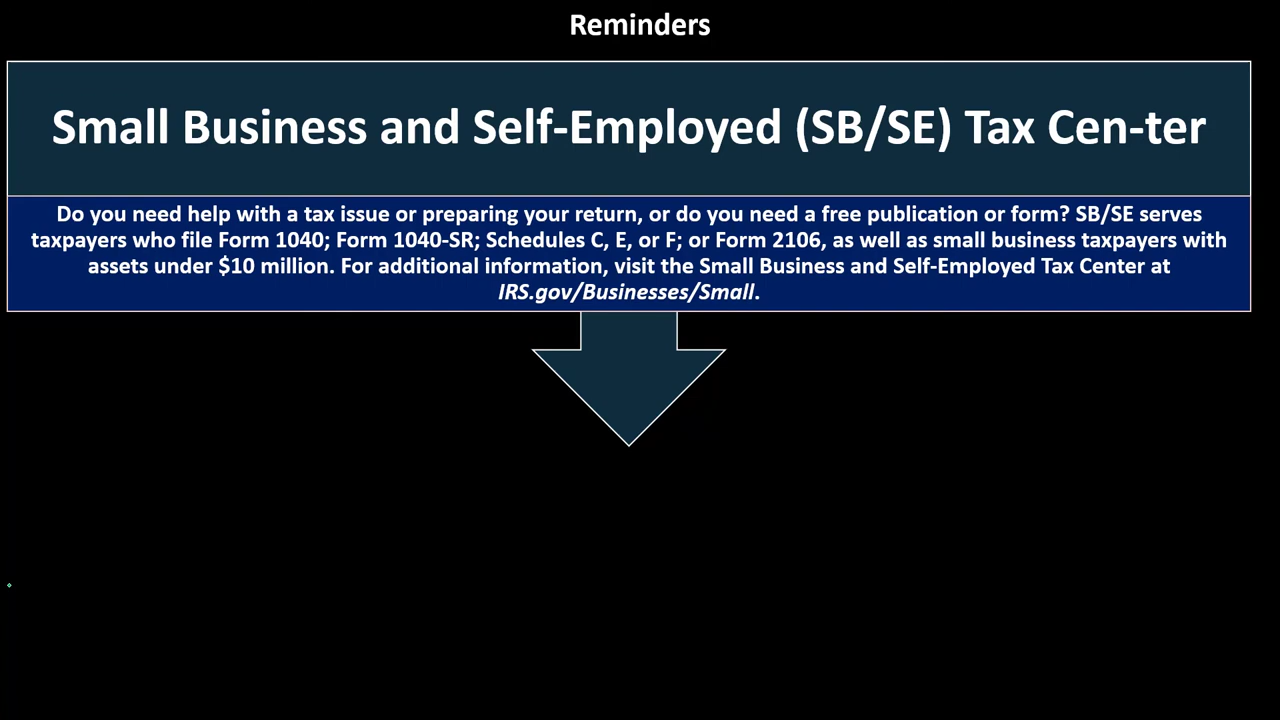 Reminders
Small Business and Self-Employed (SB/SE) Tax Cen-ter
Do you need help with a tax issue or preparing your return, or do you need a free publication or form? SB/SE serves
taxpayers who file Form 1040; Form 1040-SR; Schedules C, E, or F; or Form 2106, as well as small business taxpayers with
assets under $10 million. For additional information, visit the Small Business and Self-Employed Tax Center at
IRS.gov/Businesses/Small.